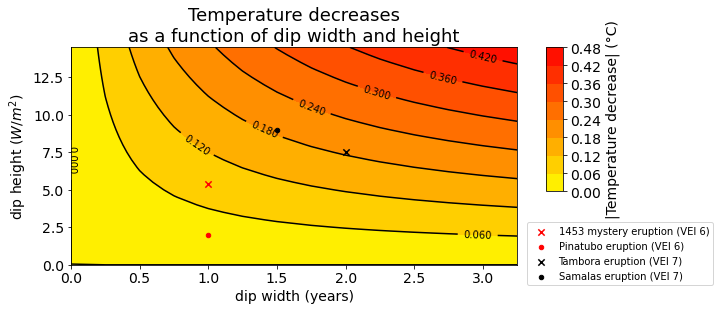 Temperature decreases
as a function of dip width and height
dip height (W/m²)
12.5
10.0
7.5
5.0
2.5
0.0
0.000
0.120
0.180
0.240
0.300
0.360
0.420
0.060
0.0 0.5 1.0 1.5 2.0 2.5 3.0
dip width (years)
0.48
0.42
0.36
0.30
0.24
0.18
0.12
0.06
0.00
|Temperature decrease| (°C)
1453 mystery eruption (VEI 6)
Pinatubo eruption (VEI 6)
Tambora eruption (VEI 7)
Samalas eruption (VEI 7)